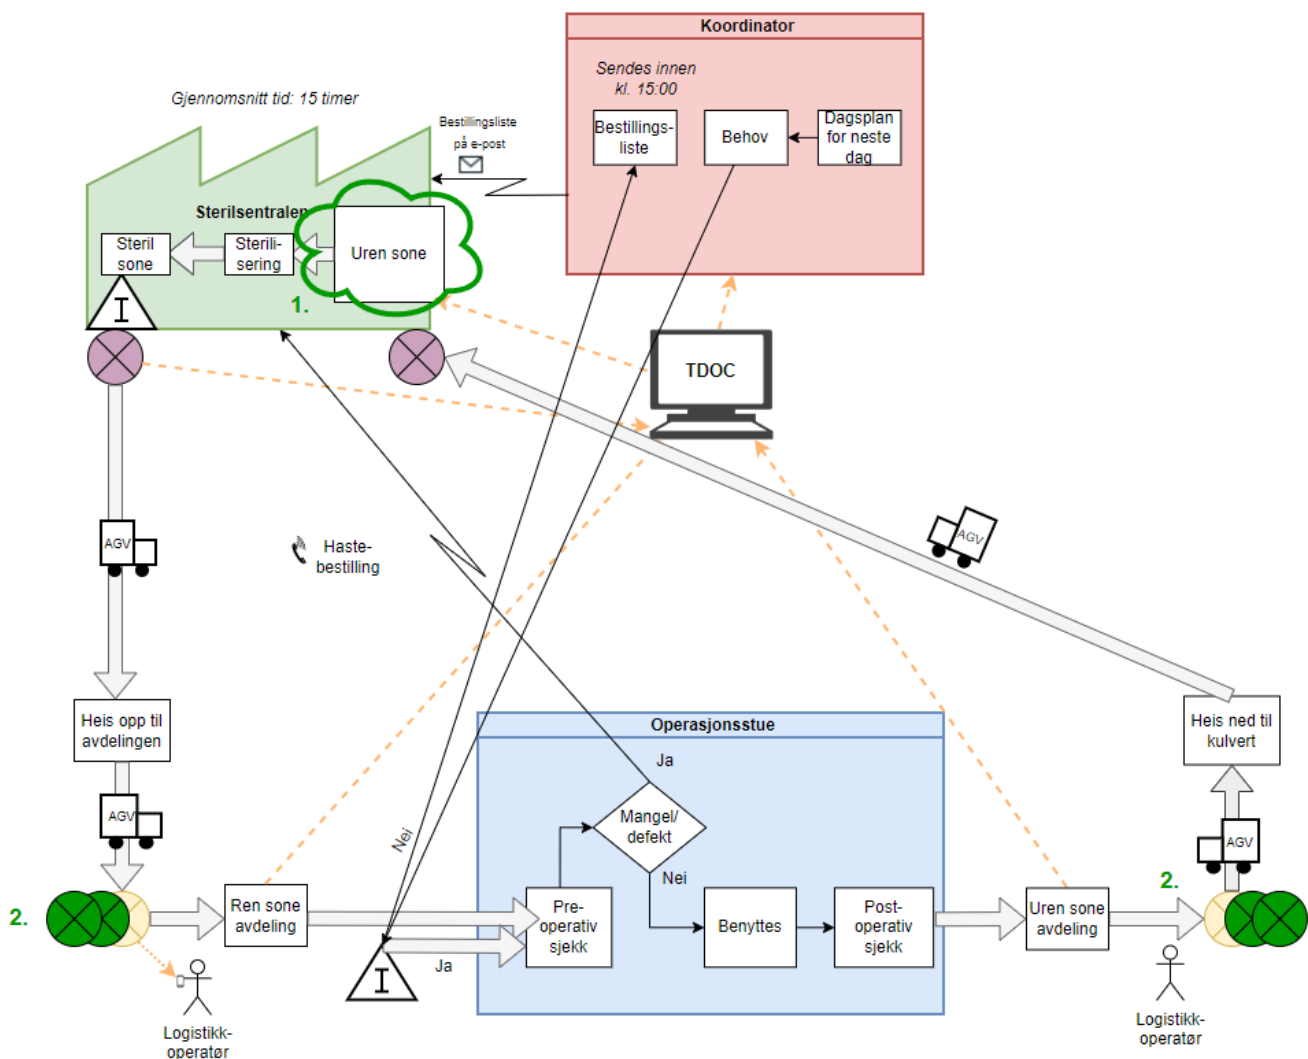 Koordinator
Sendes innen
kl. 15:00
Bestillings-
liste
Behov
Dagsplan
for neste
dag
Gjennomsnitt tid: 15 timer
Bestillingsliste
på e-post
Sterilsentralen
Steril
sone
Sterili-
sering
Uren sone
1.
I
TDOC
AGV
AGV
Haste-
bestilling
Heis opp til
avdelingen
AGV
Heis ned til
kulvert
AGV
Operasjonsstue
Ja
Mangel/
defekt
Nei
Nei
2.
Ren sone
avdeling
Pre-
operativ
sjekk
Benyttes
Post-
operativ
sjekk
Uren sone
avdeling
2.
Ja
I
Logistikk-
operatør
Logistikk-
operatør